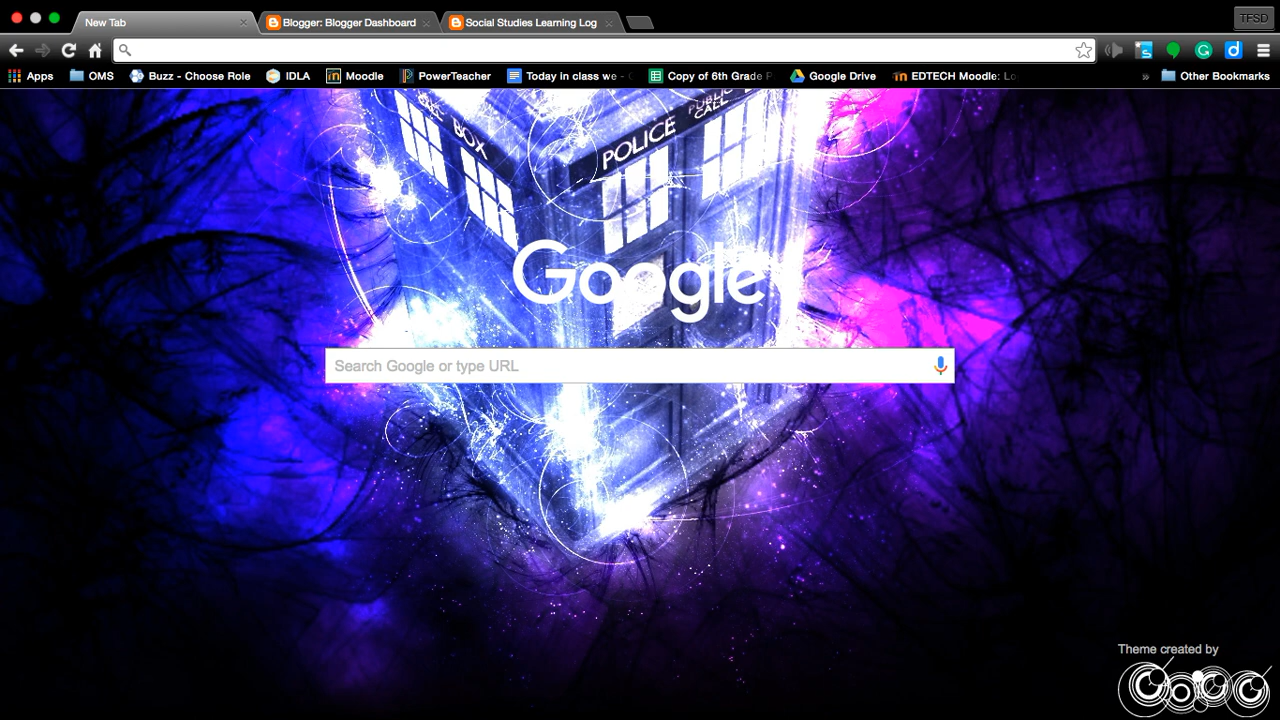 New Tab
Blogger: Blogger Dashboard
Social Studies Learning Log
TFSD
Apps
OMS
Buzz - Choose Role
IDLA
Moodle
PowerTeacher
Today in class we -
Copy of 6th Grade P
Google Drive
EDTECH Moodle: Lo
» Other Bookmarks
BOX
POLICE
PUBLIC
CALL
BOX
Google
Search Google or type URL
Theme created by